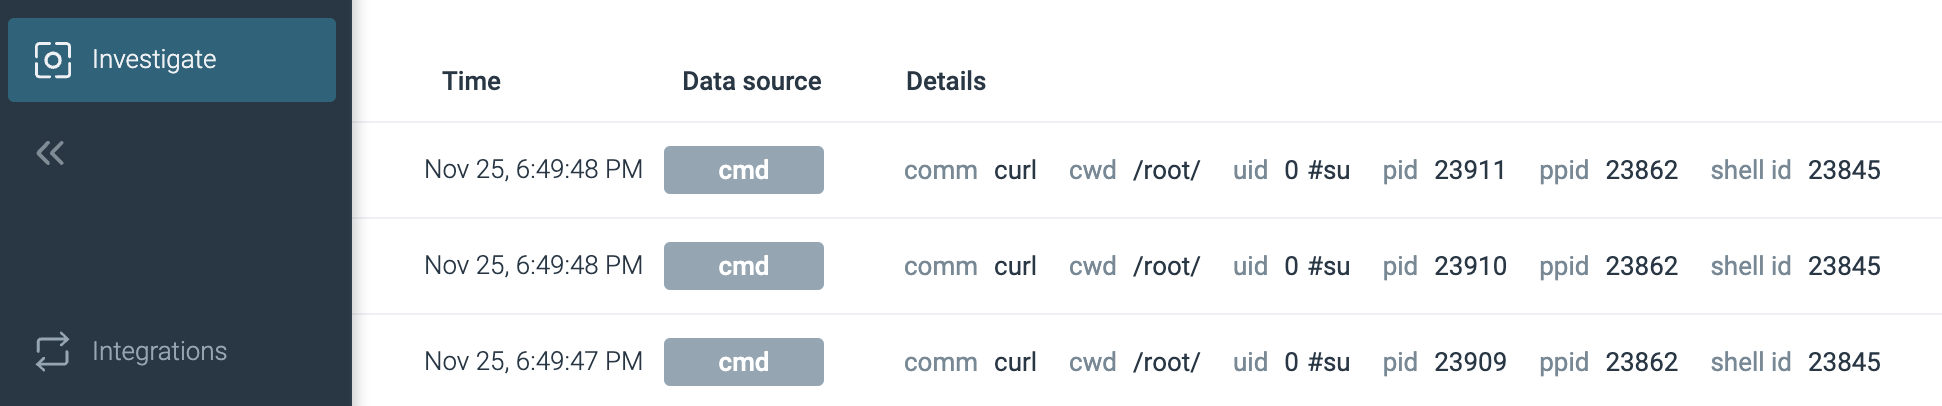 Investigate
Integrations
Time Data source Details
Nov 25, 6:49:48 PM cmd comm curl cwd /root/ uid 0 #su pid 23911 ppid 23862 shell id 23845
Nov 25, 6:49:48 PM cmd comm curl cwd /root/ uid 0 #su pid 23910 ppid 23862 shell id 23845
Nov 25, 6:49:47 PM cmd comm curl cwd /root/ uid 0 #su pid 23909 ppid 23862 shell id 23845